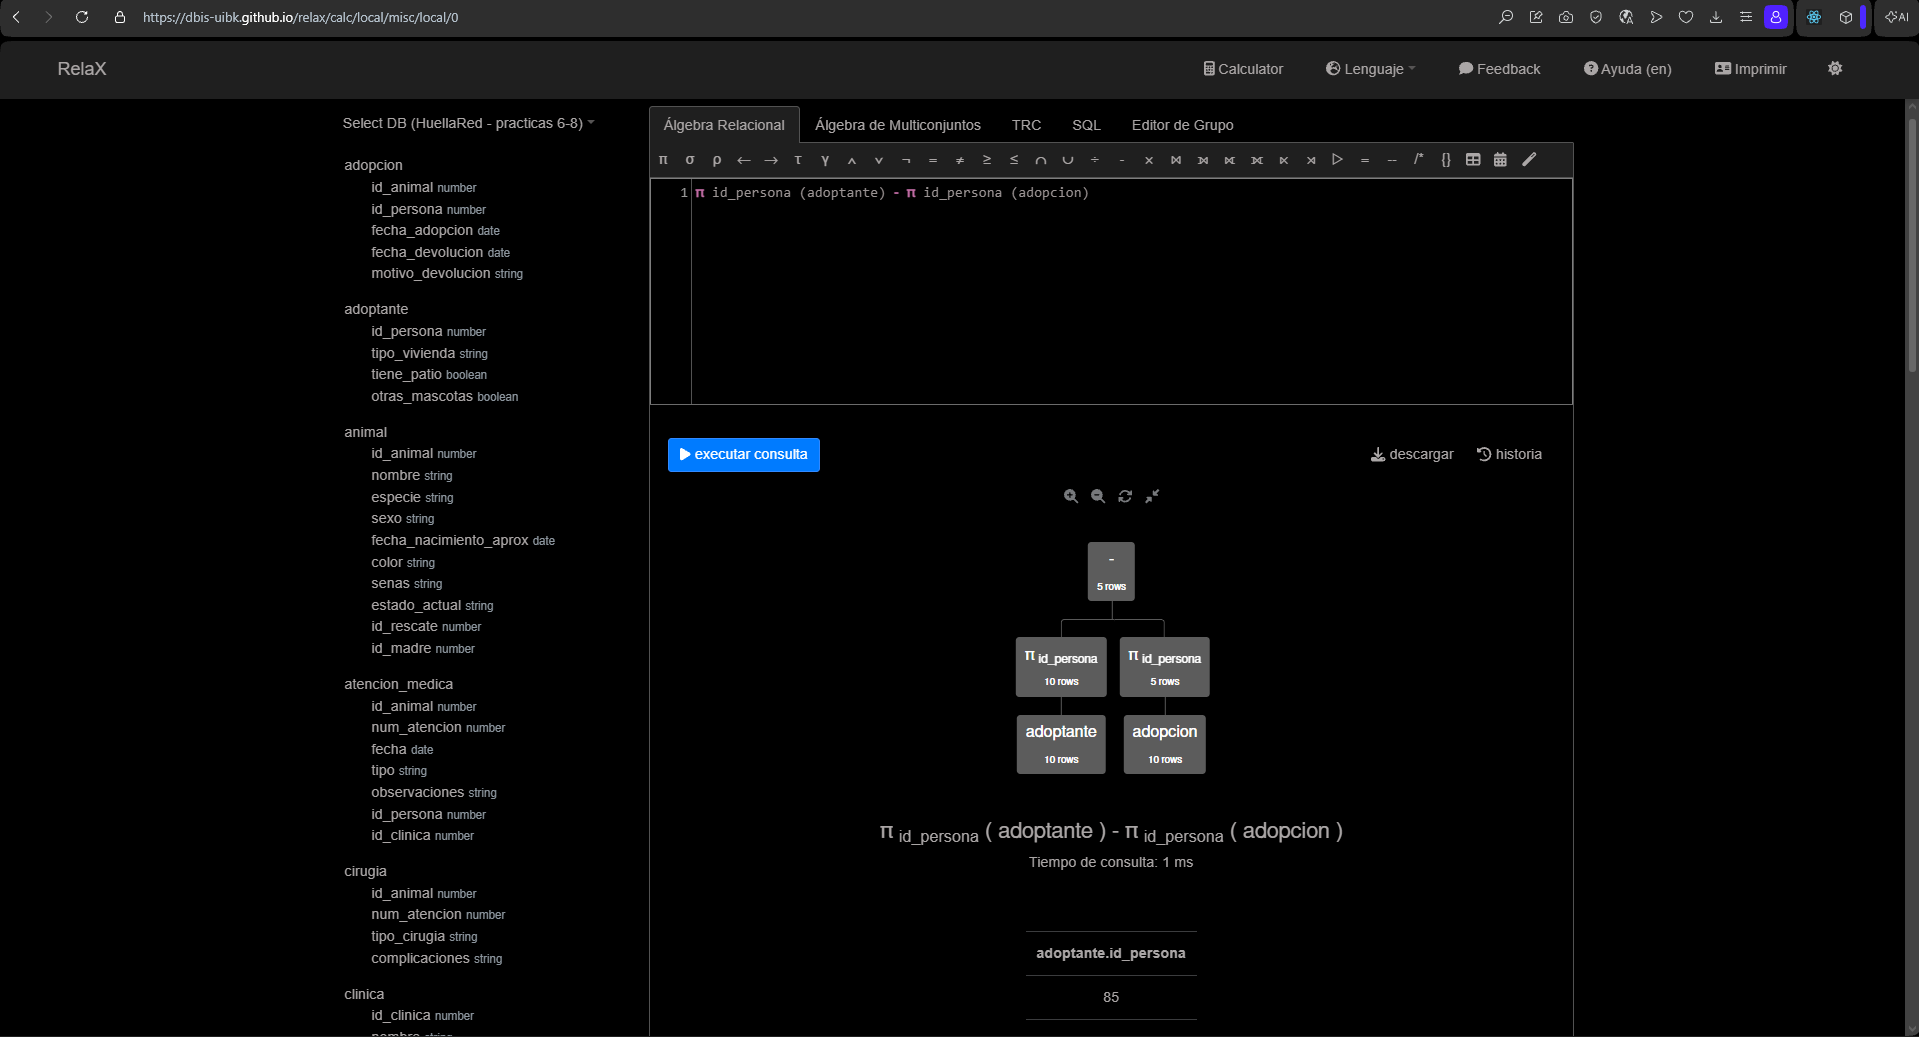 https://dbis-uibk.github.io/relax/calc/local/misc/local/0
AI
RelaX
Calculator
Lenguaje
Feedback
Ayuda (en)
Imprimir
Select DB (HuellaRed - practicas 6-8)
adopcion
id_animal number
id_persona number
fecha_adopcion date
fecha_devolucion date
motivo_devolucion string
adoptante
id_persona number
tipo_vivienda string
tiene_patio boolean
otras_mascotas boolean
animal
id_animal number
nombre string
especie string
sexo string
fecha_nacimiento_aprox date
color string
senas string
estado_actual string
id_rescate number
id_madre number
atencion_medica
id_animal number
num_atencion number
fecha date
tipo string
observaciones string
id_persona number
id_clinica number
cirugia
id_animal number
num_atencion number
tipo_cirugia string
complicaciones string
clinica
id_clinica number
Álgebra Relacional
Álgebra de Multiconjuntos
TRC
SQL
Editor de Grupo
π σ ρ ← → τ γ ∧ ∨ ¬ = ≠ ≥ ≤ ∩ ∪ ÷ - × ⨝ ⟕ ⟖ ⟗ ⋉ ⋊ ▷ = -- /* {}
1 π id_persona (adoptante) - π id_persona (adopcion)
executar consulta
descargar
historia
-
5 rows
π id_persona
10 rows
π id_persona
5 rows
adoptante
10 rows
adopcion
10 rows
π id_persona ( adoptante ) - π id_persona ( adopcion )
Tiempo de consulta: 1 ms
adoptante.id_persona
85